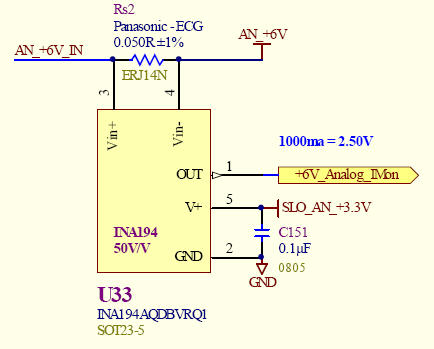 Rs2
Panasonic - ECG
0.050R ±1%
AN_+6V_IN
AN_+6V
ERJ14N
3
4
Vin+
Vin-
1000ma = 2.50V
OUT
1
+6V_Analog_IMon
V+
5
SLO_AN_+3.3V
INA194
50V/V
C151
0.1µF
GND
2
0805
GND
U33
INA194AQDBVRQ1
SOT23-5